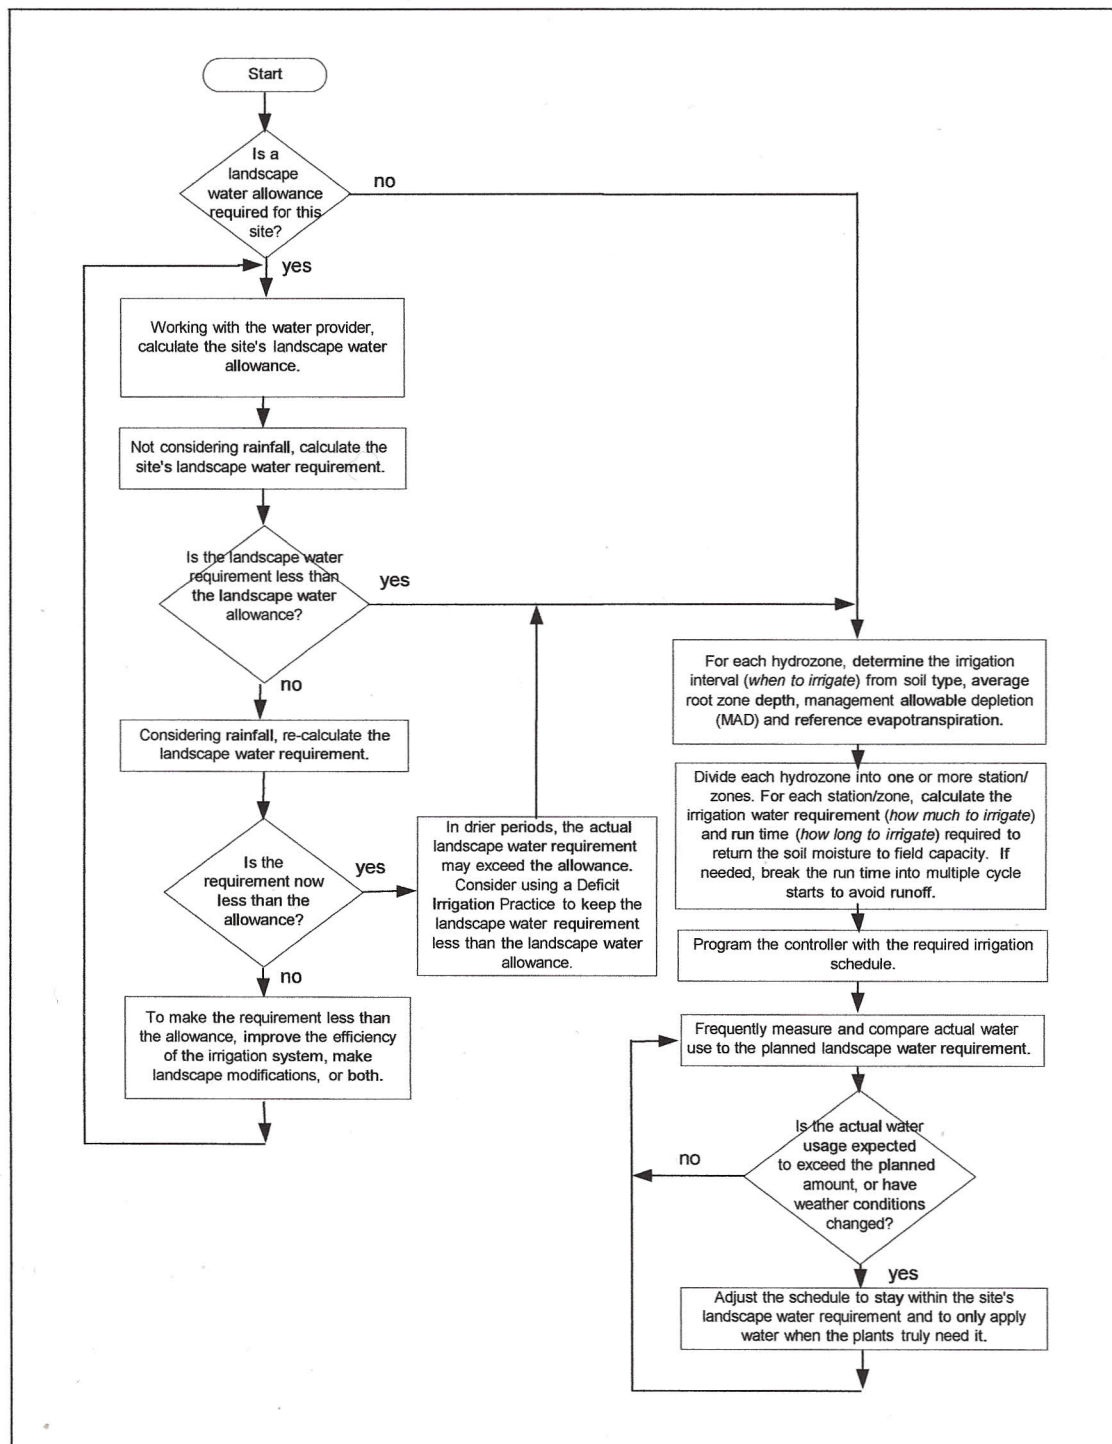 Start
Is a
landscape
water allowance
required for this
site?
no
yes
Working with the water provider,
calculate the site's landscape water
allowance.
Not considering rainfall, calculate the
site's landscape water requirement.
Is the landscape water
requirement less than
the landscape water
allowance?
yes
no
Considering rainfall, re-calculate the
landscape water requirement.
Is the
requirement now
less than the
allowance?
yes
no
In drier periods, the actual
landscape water requirement
may exceed the allowance.
Consider using a Deficit
Irrigation Practice to keep the
landscape water requirement
less than the landscape water
allowance.
To make the requirement less than
the allowance, improve the efficiency
of the irrigation system, make
landscape modifications, or both.
For each hydrozone, determine the irrigation
interval (when to irrigate) from soil type, average
root zone depth, management allowable depletion
(MAD) and reference evapotranspiration.
Divide each hydrozone into one or more station/
zones. For each station/zone, calculate the
irrigation water requirement (how much to irrigate)
and run time (how long to irrigate) required to
return the soil moisture to field capacity. If
needed, break the run time into multiple cycle
starts to avoid runoff.
Program the controller with the required irrigation
schedule.
Frequently measure and compare actual water
use to the planned landscape water requirement.
Is the actual water
usage expected
to exceed the planned
amount, or have
weather conditions
changed?
no
yes
Adjust the schedule to stay within the site's
landscape water requirement and to only apply
water when the plants truly need it.